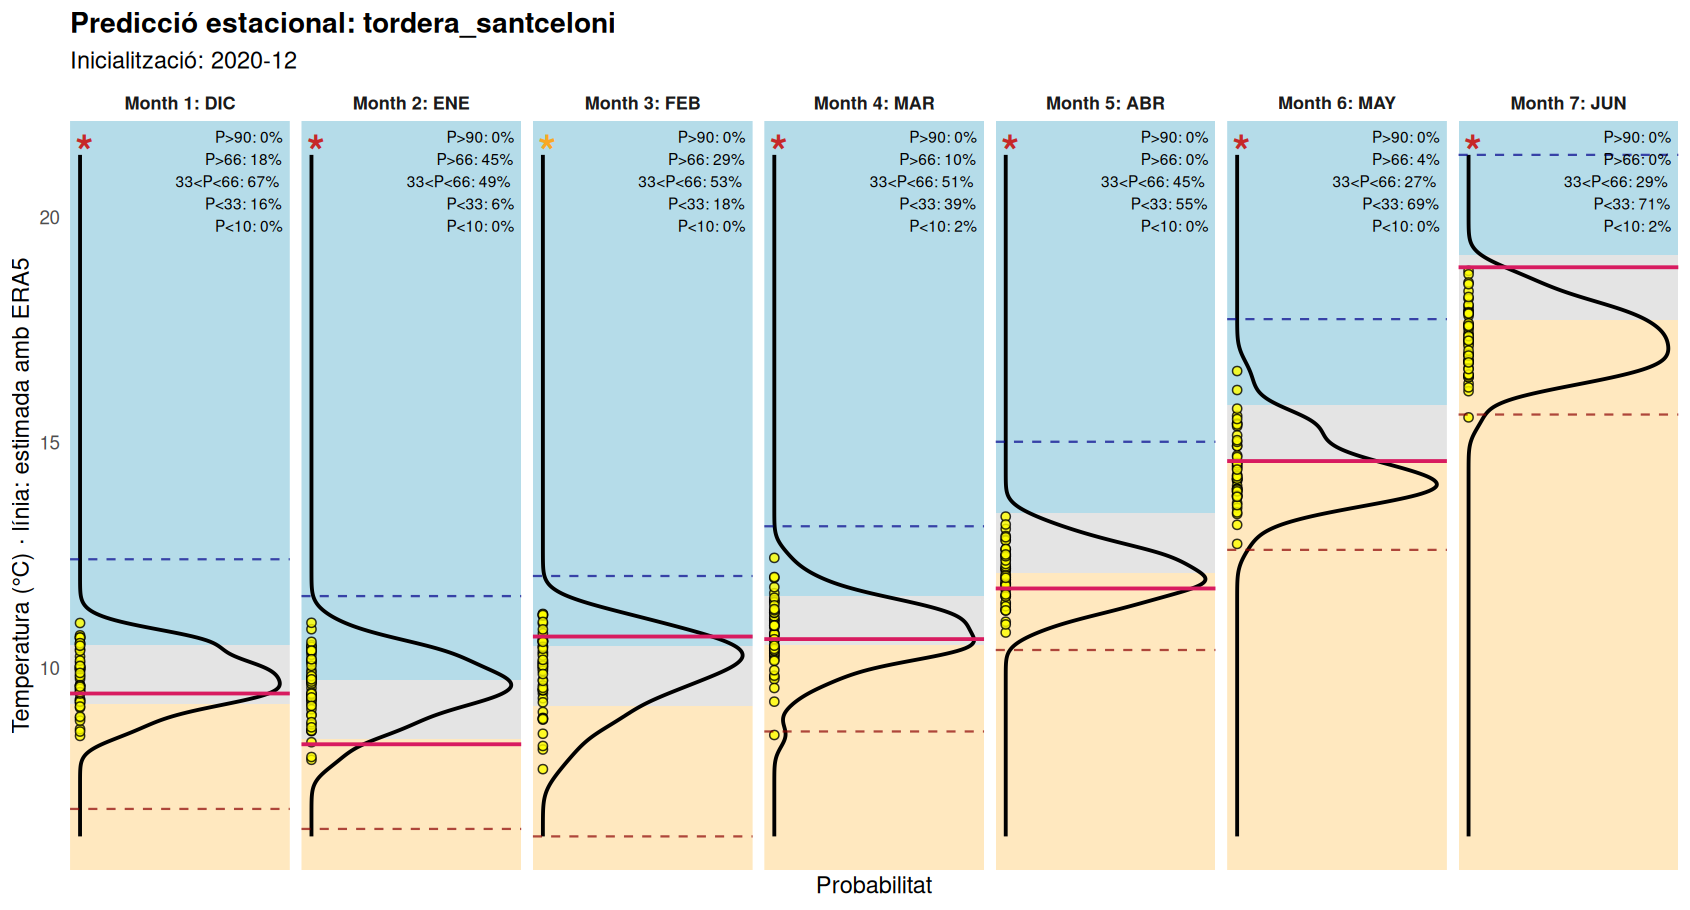 Predicció estacional: tordera_santceloni
Inicialització: 2020-12
Month 1: DIC
Month 2: ENE
Month 3: FEB
Month 4: MAR
Month 5: ABR
Month 6: MAY
Month 7: JUN
P>90: 0%
P>66: 18%
33<P<66: 67%
P<33: 16%
P<10: 0%
P>90: 0%
P>66: 45%
33<P<66: 49%
P<33: 6%
P<10: 0%
P>90: 0%
P>66: 29%
33<P<66: 53%
P<33: 18%
P<10: 0%
P>90: 0%
P>66: 10%
33<P<66: 51%
P<33: 39%
P<10: 2%
P>90: 0%
P>66: 0%
33<P<66: 45%
P<33: 55%
P<10: 0%
P>90: 0%
P>66: 4%
33<P<66: 27%
P<33: 69%
P<10: 0%
P>90: 0%
P>66: 0%
33<P<66: 29%
P<33: 71%
P<10: 2%
20
15
10
Temperatura (°C) · línia: estimada amb ERA5
Probabilitat